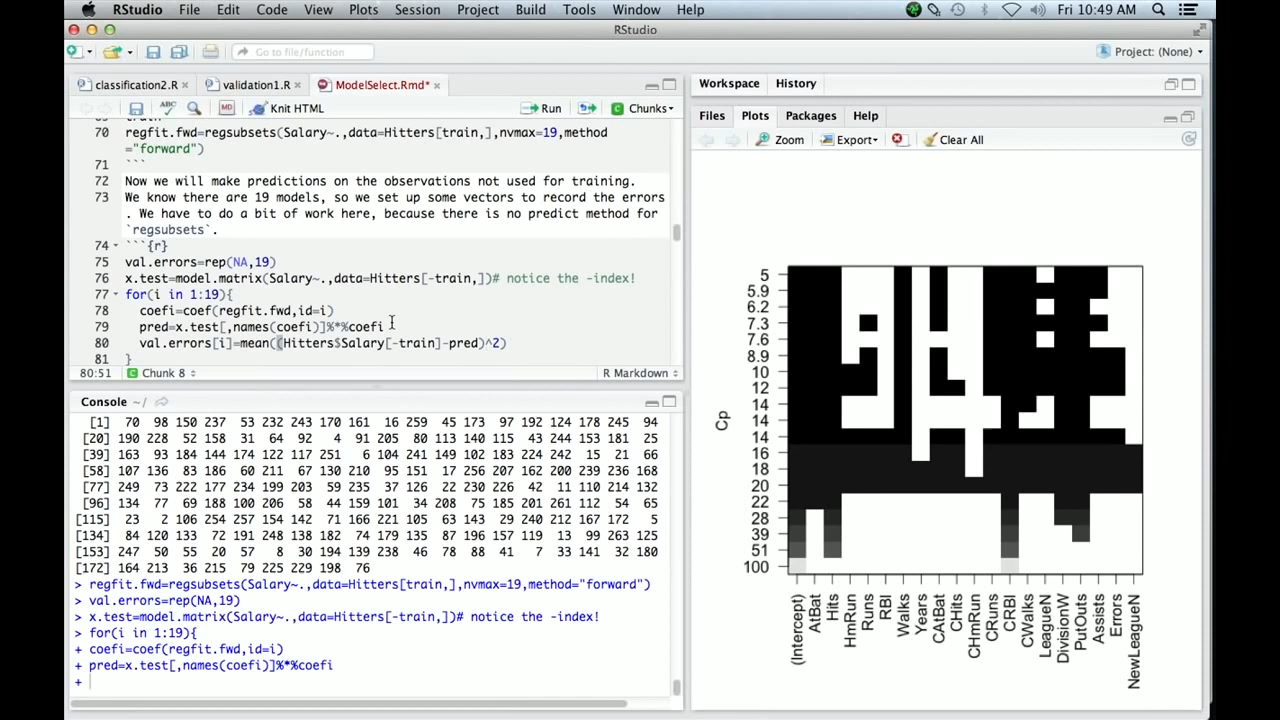 RStudio File Edit Code View Plots Session Project Build Tools Window Help Fri 10:49 AM
RStudio
Go to file/function Project: (None)
classification2.R validation1.R ModelSelect.Rmd*
ABC MD Knit HTML Run Chunks
70 regfit.fwd=regsubsets(Salary~.,data=Hitters[train,],nvmax=19,method
="forward")
71 ```
72 Now we will make predictions on the observations not used for training.
73 We know there are 19 models, so we set up some vectors to record the errors
. We have to do a bit of work here, because there is no predict method for
`regsubsets`.
74 ```{r}
75 val.errors=rep(NA,19)
76 x.test=model.matrix(Salary~.,data=Hitters[-train,])# notice the -index!
77 for(i in 1:19){
78 coefi=coef(regfit.fwd,id=i)
79 pred=x.test[,names(coefi)]%*%coefi
80 val.errors[i]=mean((Hitters$Salary[-train]-pred)^2)
81 }
80:51 Chunk 8 R Markdown
Console ~/
[1] 70 98 150 237 53 232 243 170 161 16 259 45 173 97 192 124 178 245 94
[20] 190 228 52 158 31 64 92 4 91 205 80 113 140 115 43 244 153 181 25
[39] 163 93 184 144 174 122 117 251 6 104 241 149 102 183 224 242 15 21 66
[58] 107 136 83 186 60 211 67 130 210 95 151 17 256 207 162 200 239 236 168
[77] 249 73 222 177 234 199 203 59 235 37 126 22 230 226 42 11 110 214 132
[96] 134 77 69 188 100 206 58 44 159 101 34 208 75 185 201 261 112 54 65
[115] 23 2 106 254 257 154 142 71 166 221 105 63 143 29 240 212 167 172 5
[134] 84 120 133 72 191 248 138 182 74 179 135 87 196 157 119 13 99 263 125
[153] 247 50 55 20 57 8 30 194 139 238 46 78 88 41 7 33 141 32 180
[172] 164 213 36 215 79 225 229 198 76
> regfit.fwd=regsubsets(Salary~.,data=Hitters[train,],nvmax=19,method="forward")
> val.errors=rep(NA,19)
> x.test=model.matrix(Salary~.,data=Hitters[-train,])# notice the -index!
> for(i in 1:19){
+ coefi=coef(regfit.fwd,id=i)
+ pred=x.test[,names(coefi)]%*%coefi
+
Workspace History
Files Plots Packages Help
Zoom Export Clear All
Cp
5
5.9
6.2
7.3
7.6
8.9
10
12
14
14
14
16
18
20
22
28
39
51
100
(Intercept)
AtBat
Hits
HmRun
Runs
RBI
Walks
Years
CAtBat
CHits
CHmRun
CRuns
CRBI
CWalks
LeagueN
DivisionW
PutOuts
Assists
Errors
NewLeagueN